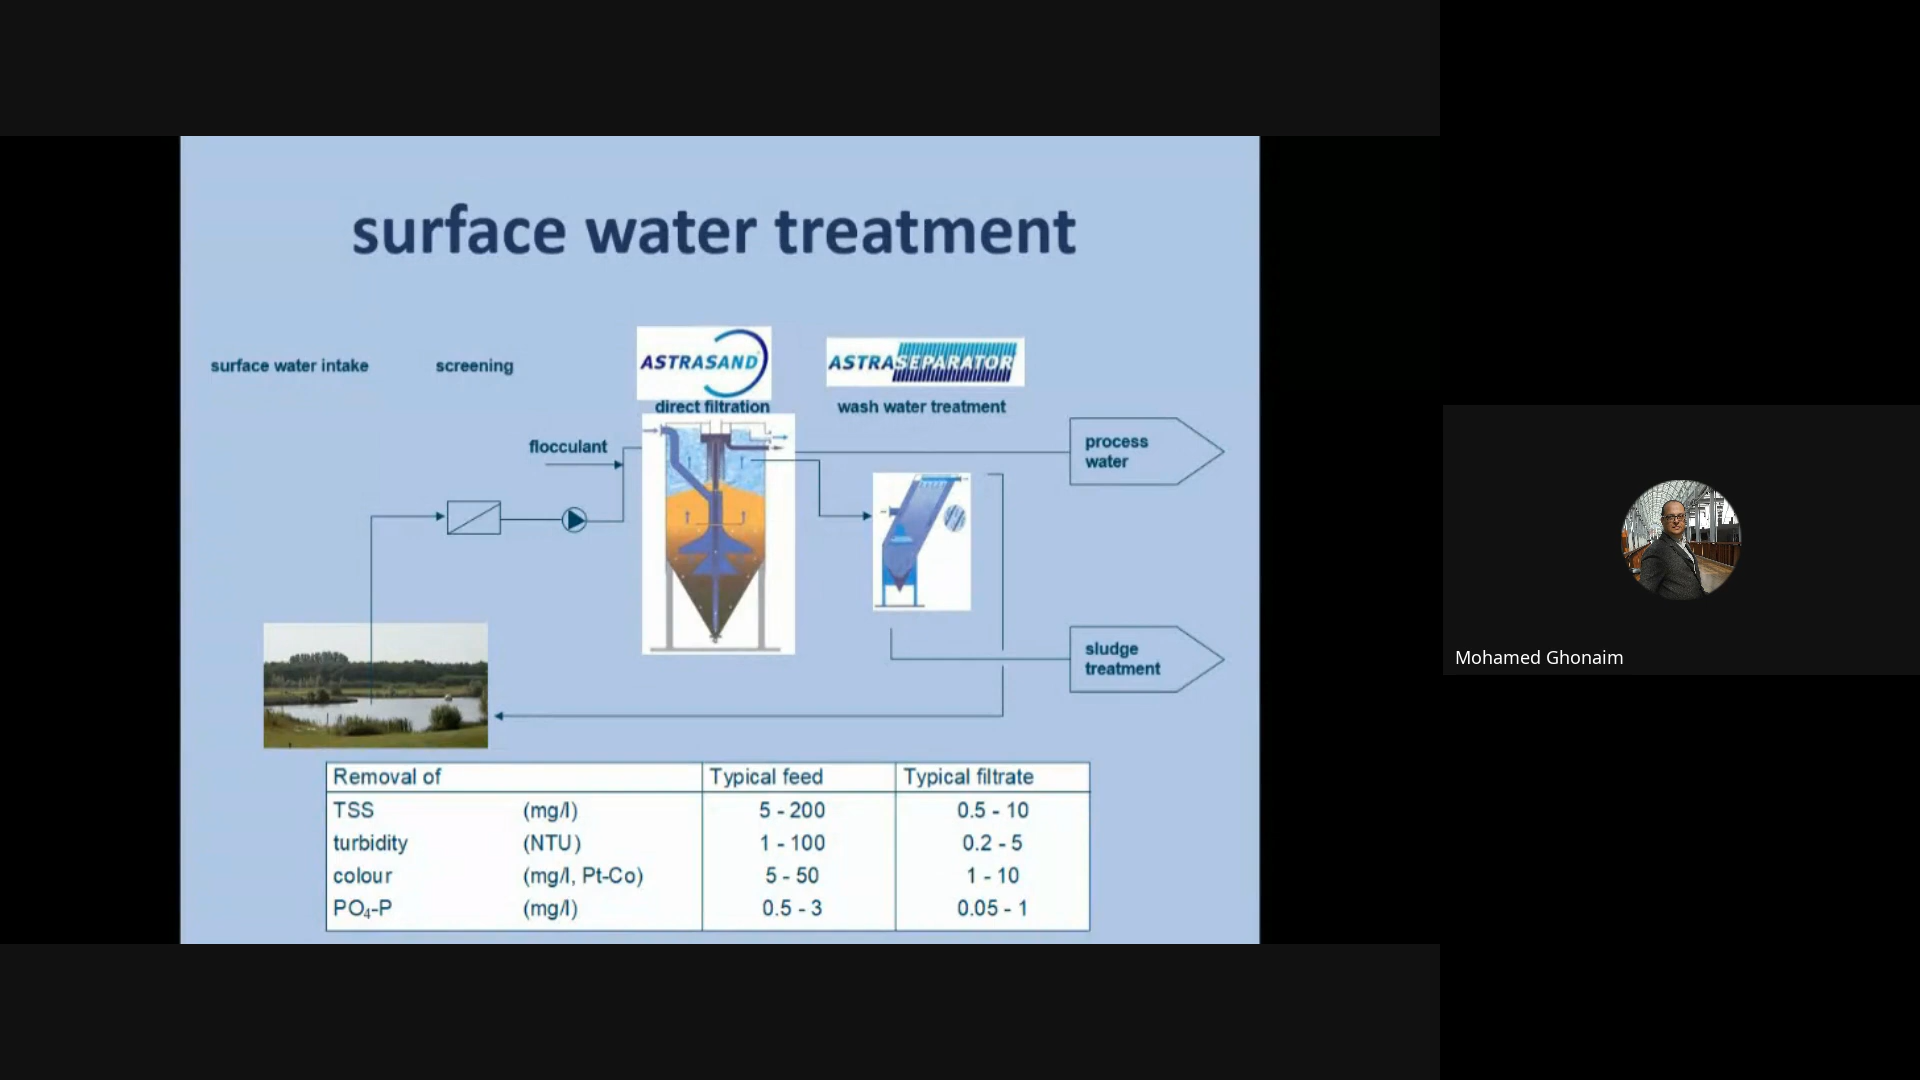 surface water treatment
surface water intake
screening
ASTRASAND
ASTRASEPARATOR
direct filtration
wash water treatment
flocculant
process
water
sludge
treatment
Removal of Typical feed Typical filtrate
TSS (mg/l) 5 - 200 0.5 - 10
turbidity (NTU) 1 - 100 0.2 - 5
colour (mg/l, Pt-Co) 5 - 50 1 - 10
PO₄-P (mg/l) 0.5 - 3 0.05 - 1
Mohamed Ghonaim